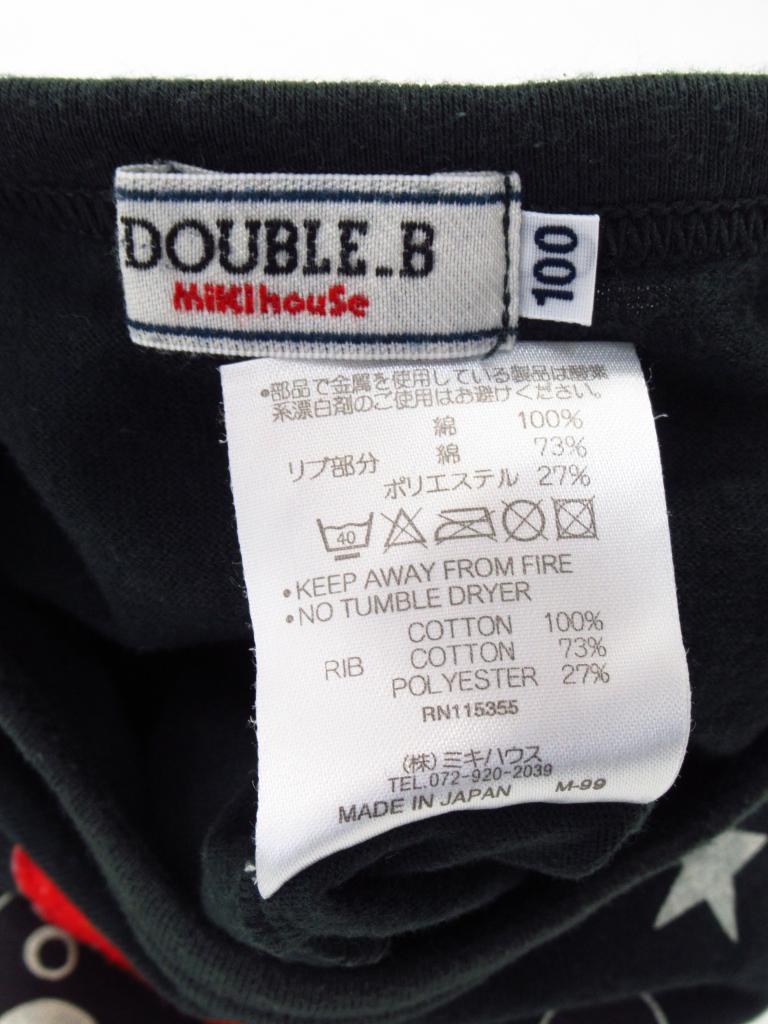 DOUBLE_B
MIKI HOUSE
100
•部品で金属を使用している製品は酸素
系漂白剤のご使用はお避けください。
綿 100%
リブ部分 綿 73%
ポリエステル 27%
40
•KEEP AWAY FROM FIRE
•NO TUMBLE DRYER
COTTON 100%
RIB COTTON 73%
POLYESTER 27%
RN115355
(株)ミキハウス
TEL.072-920-2039
MADE IN JAPAN M-99